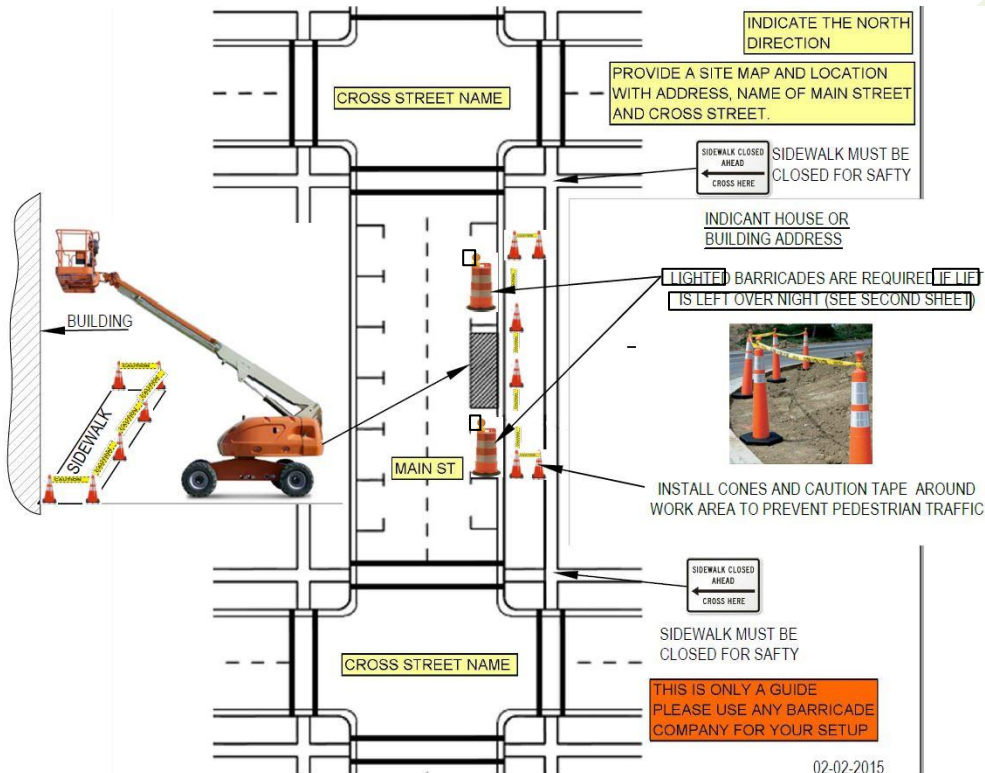 INDICATE THE NORTH
DIRECTION
CROSS STREET NAME
PROVIDE A SITE MAP AND LOCATION
WITH ADDRESS, NAME OF MAIN STREET
AND CROSS STREET.
SIDEWALK CLOSED
AHEAD
CROSS HERE
SIDEWALK MUST BE
CLOSED FOR SAFTY
INDICANT HOUSE OR
BUILDING ADDRESS
LIGHTED BARRICADES ARE REQUIRED IF LIFT
IS LEFT OVER NIGHT (SEE SECOND SHEET)
BUILDING
CAUTION
CAUTION
CAUTION
SIDEWALK
CAUTION
MAIN ST
INSTALL CONES AND CAUTION TAPE AROUND
WORK AREA TO PREVENT PEDESTRIAN TRAFFIC
SIDEWALK CLOSED
AHEAD
CROSS HERE
SIDEWALK MUST BE
CLOSED FOR SAFTY
CROSS STREET NAME
THIS IS ONLY A GUIDE
PLEASE USE ANY BARRICADE
COMPANY FOR YOUR SETUP
02-02-2015